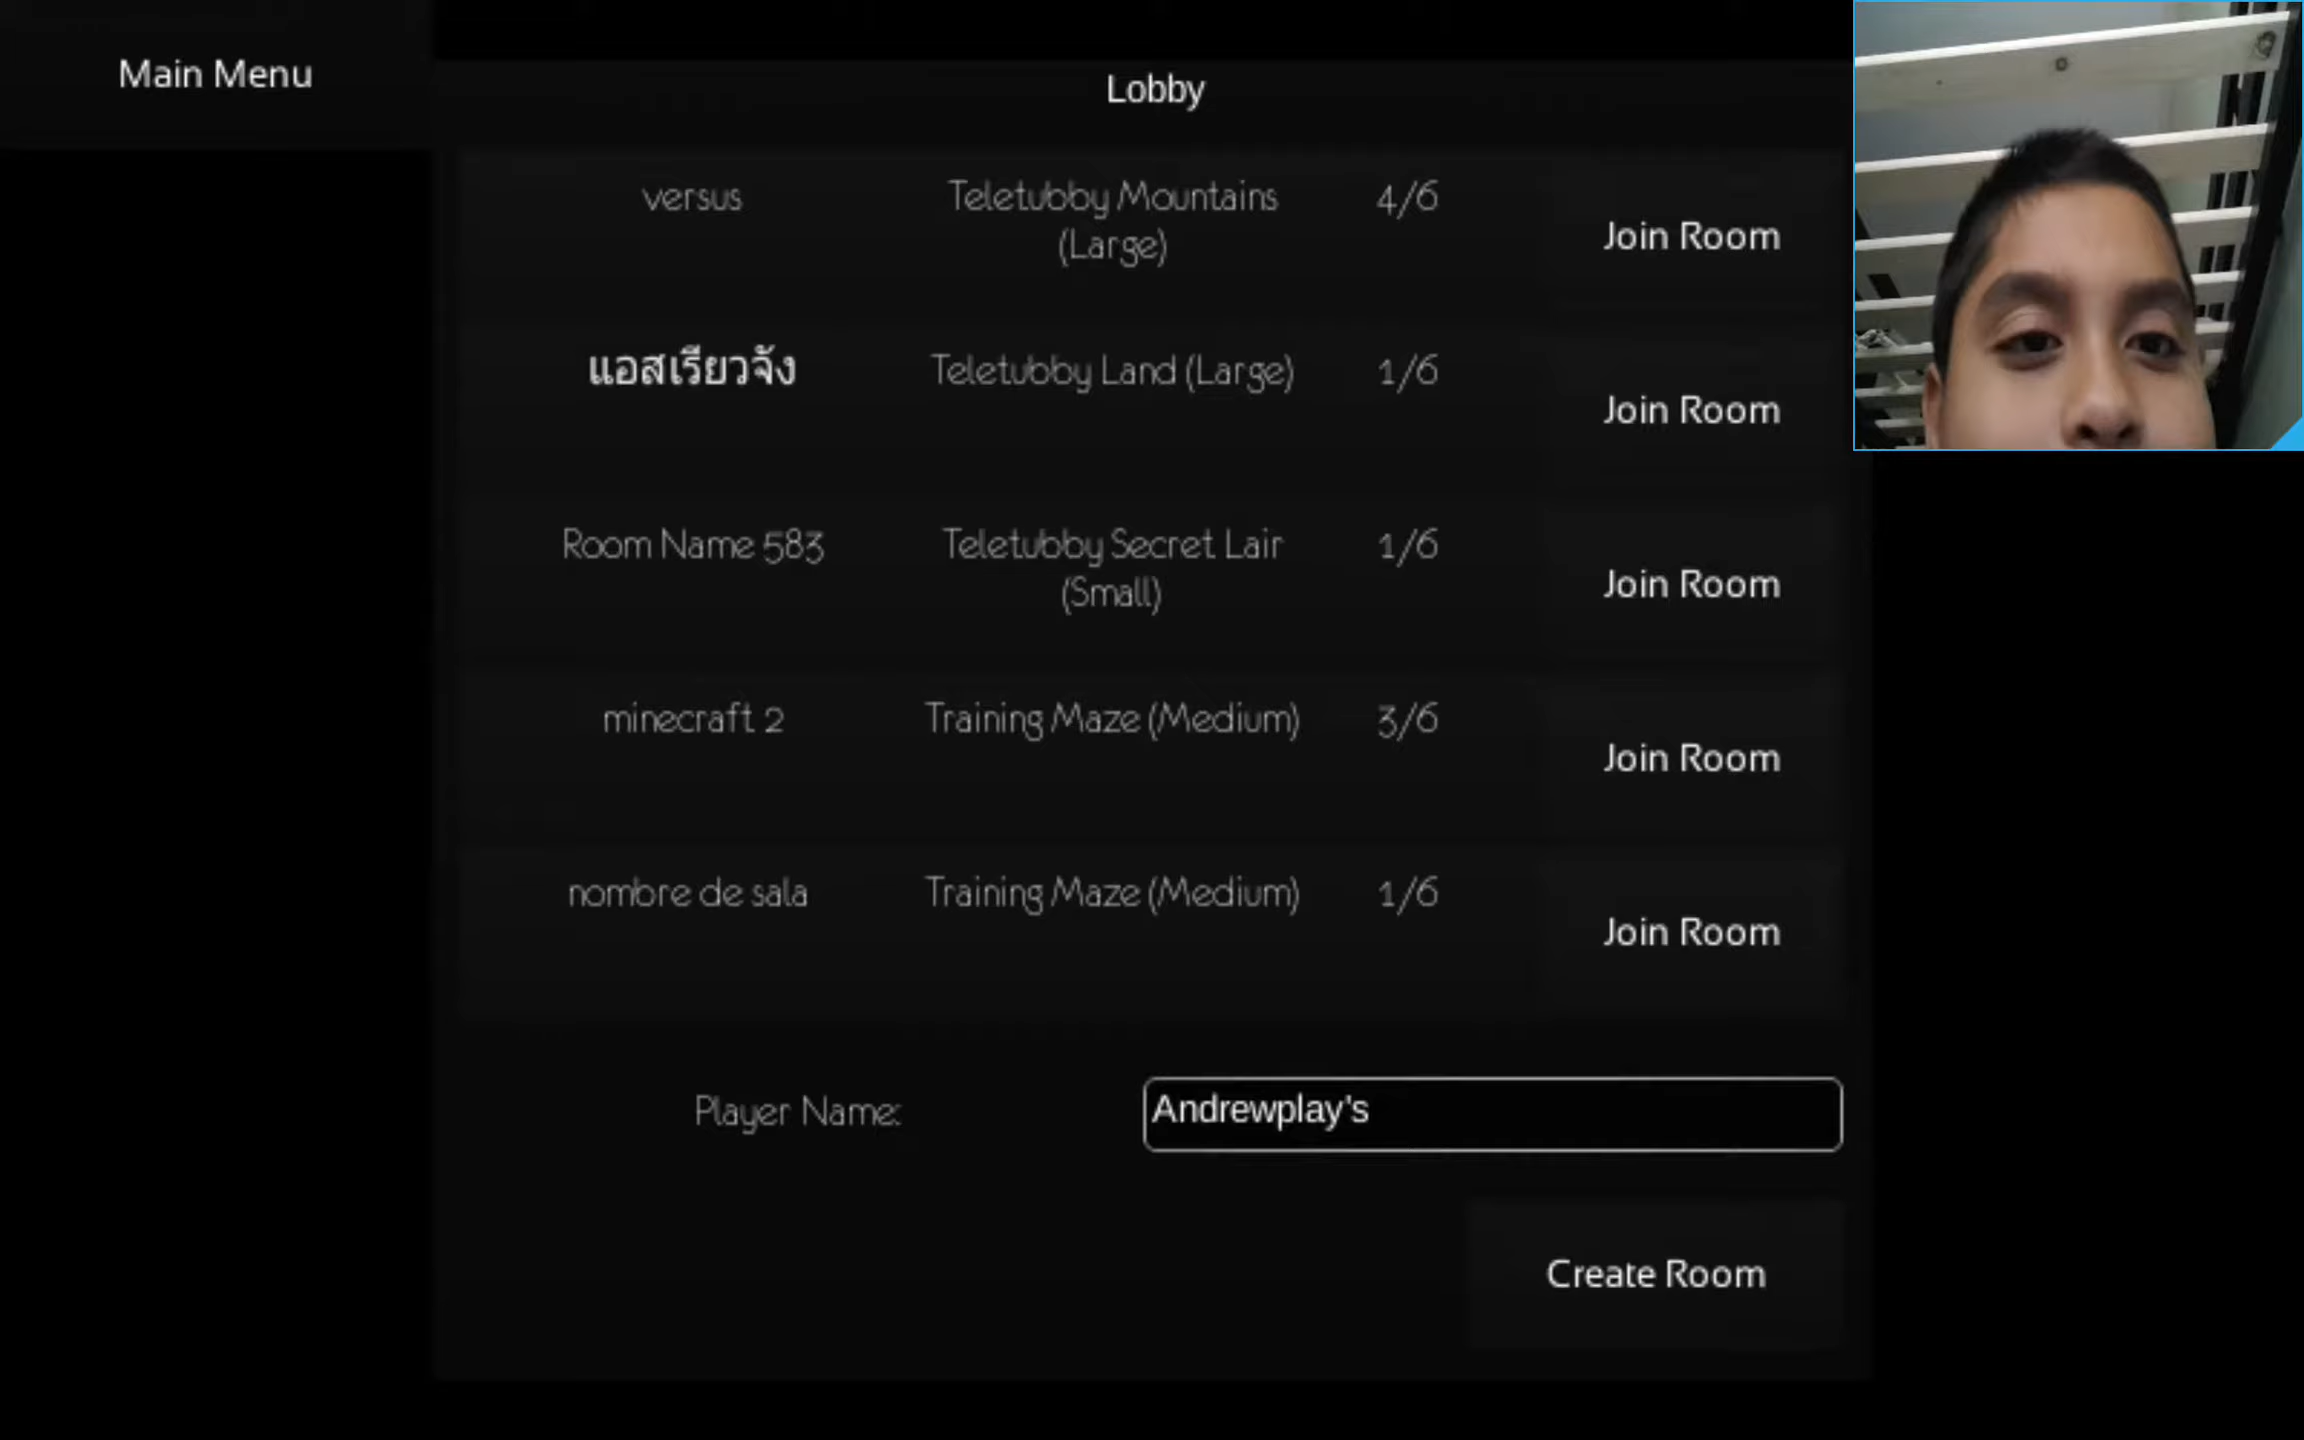 Main Menu
Lobby
versus
Teletubby Mountains
(Large)
4/6
Join Room
แอสเรียวจัง
Teletubby Land (Large)
1/6
Join Room
Room Name 583
Teletubby Secret Lair
(Small)
1/6
Join Room
minecraft 2
Training Maze (Medium)
3/6
Join Room
nombre de sala
Training Maze (Medium)
1/6
Join Room
Player Name:
Andrewplay's
Create Room